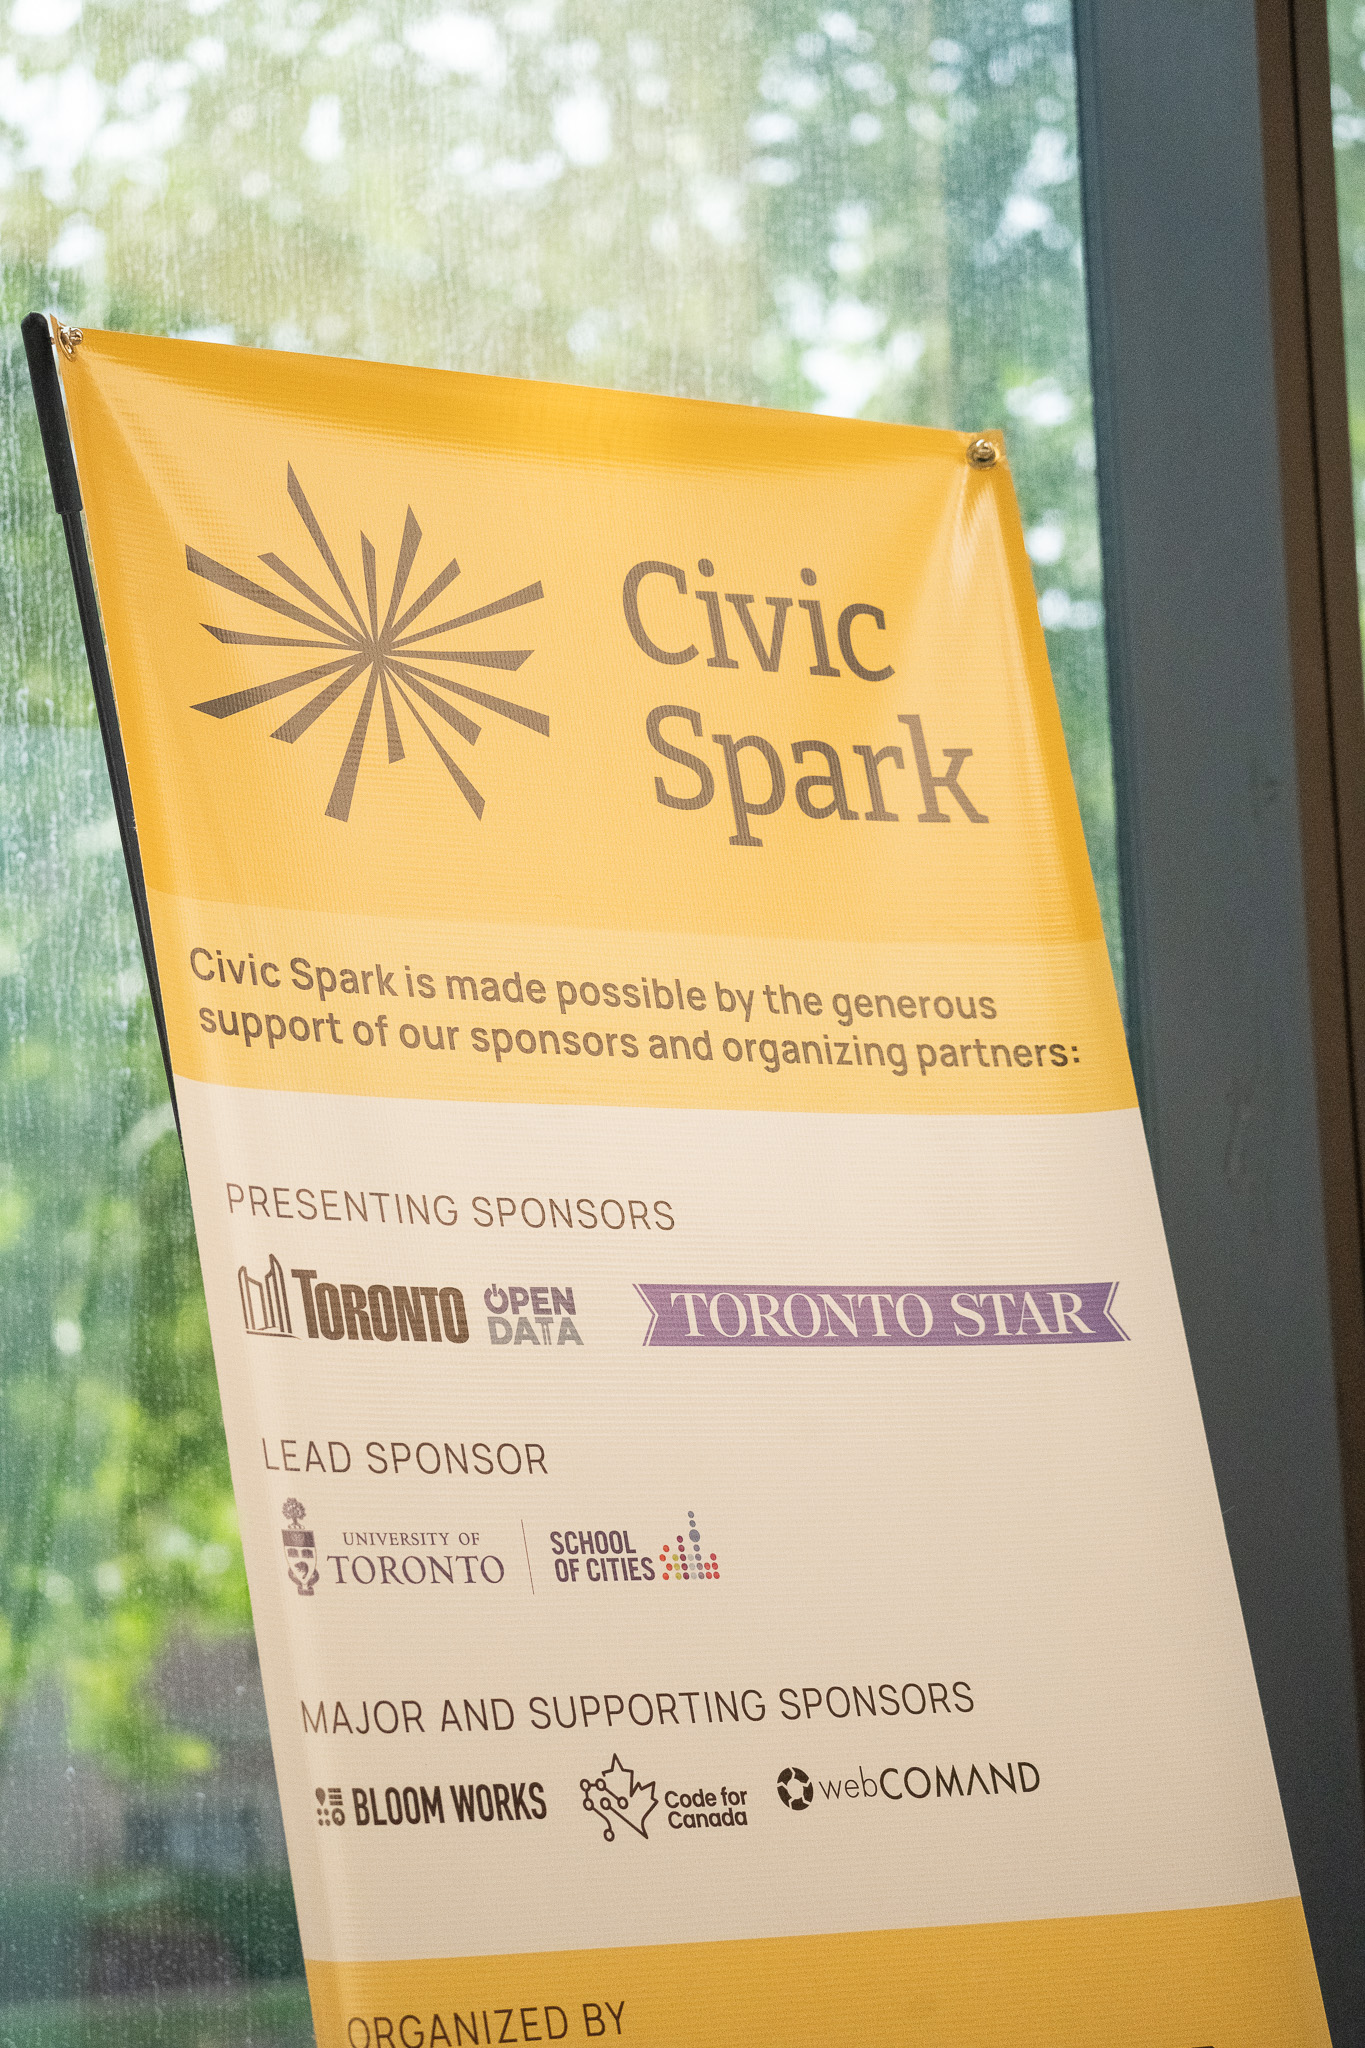 Civic
Spark
Civic Spark is made possible by the generous
support of our sponsors and organizing partners:
PRESENTING SPONSORS
TORONTO OPEN DATA TORONTO STAR
LEAD SPONSOR
UNIVERSITY OF
TORONTO
SCHOOL
OF CITIES
MAJOR AND SUPPORTING SPONSORS
BLOOM WORKS
Code for
Canada
webCOMAND
ORGANIZED BY